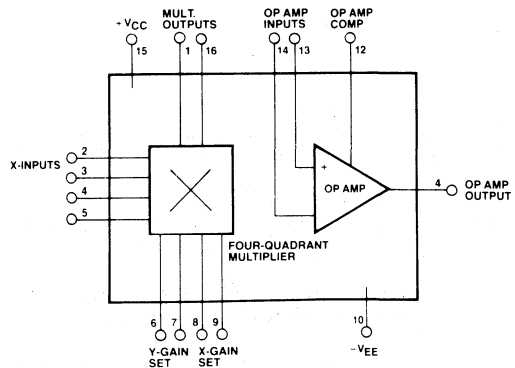 + VCC
15
MULT.
OUTPUTS
1 16
OP AMP
INPUTS
14 13
OP AMP
COMP
12
X-INPUTS
2
3
4
5
+
OP AMP
4
OP AMP
OUTPUT
FOUR-QUADRANT
MULTIPLIER
6 7 8 9
Y-GAIN
SET
X-GAIN
SET
10
-VEE